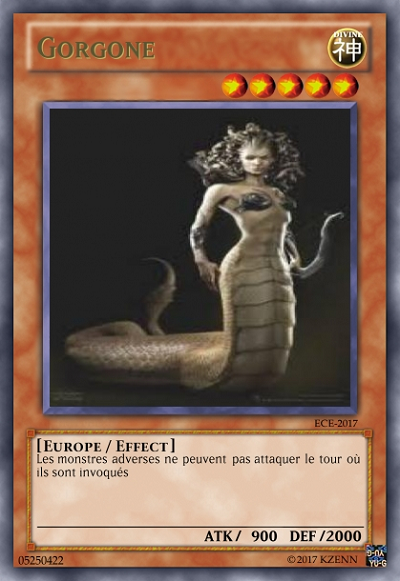 GORGONE
DIVINE
神
ECE-2017
[EUROPE / EFFECT]
Les monstres adverses ne peuvent pas attaquer le tour où
ils sont invoqués
ATK/ 900 DEF/2000
05250422
©2017 KZENN